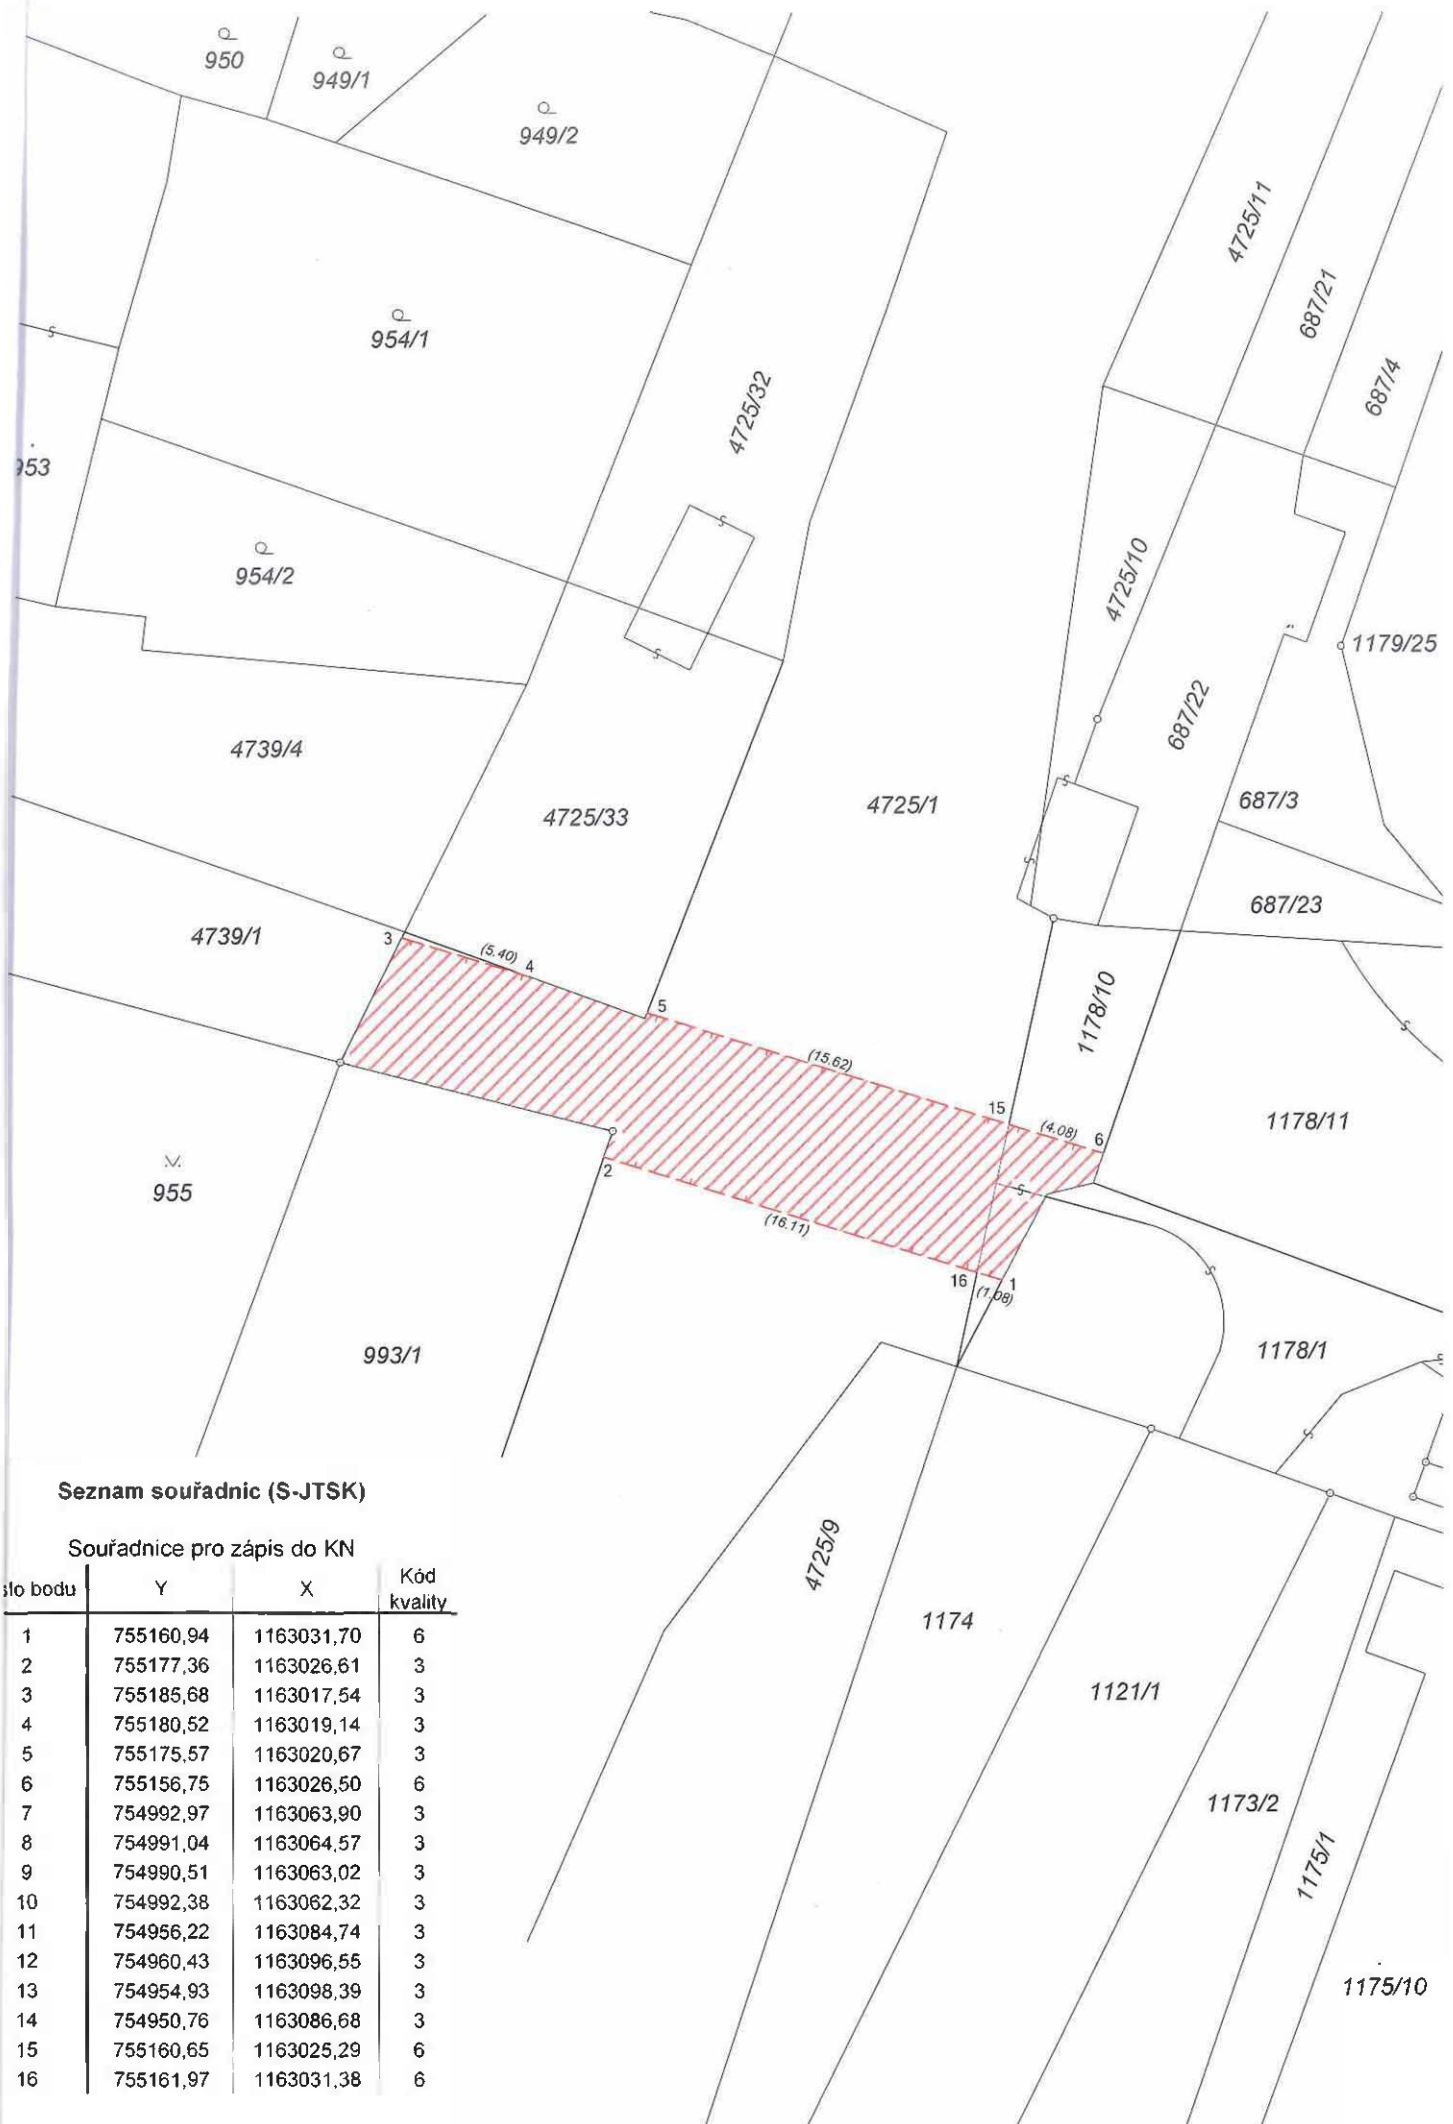 950
949/1
949/2
4725/11
687/21
954/1
687/4
4725/32
953
4725/10
954/2
1179/25
687/22
4739/4
4725/33
4725/1
687/3
687/23
4739/1
3
(5.40)
4
5
1178/10
(15.62)
15
(4.08)
6
1178/11
955
2
(16.11)
16
(1.08)
1
993/1
1178/1
Seznam souřadnic (S-JTSK)
Souřadnice pro zápis do KN
slo bodu Y X Kód kvality
1 755160,94 1163031,70 6
2 755177,36 1163026,61 3
3 755185,68 1163017,54 3
4 755180,52 1163019,14 3
5 755175,57 1163020,67 3
6 755156,75 1163026,50 6
7 754992,97 1163063,90 3
8 754991,04 1163064,57 3
9 754990,51 1163063,02 3
10 754992,38 1163062,32 3
11 754956,22 1163084,74 3
12 754960,43 1163096,55 3
13 754954,93 1163098,39 3
14 754950,76 1163086,68 3
15 755160,65 1163025,29 6
16 755161,97 1163031,38 6
4725/9
1174
1121/1
1173/2
1175/1
1175/10